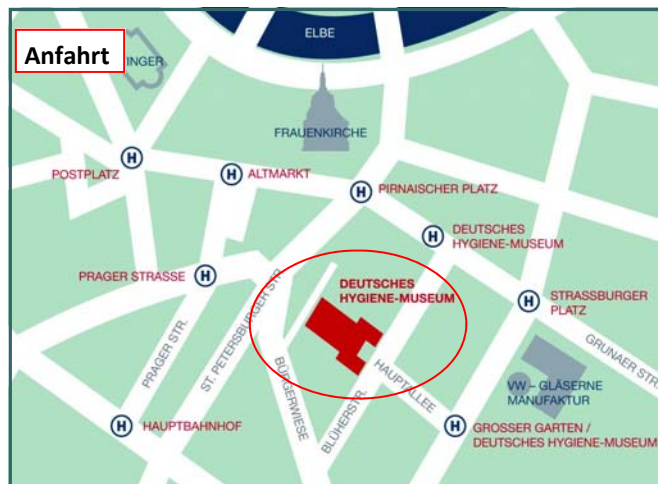 ELBE
Anfahrt
INGER
FRAUENKIRCHE
POSTPLATZ
H
H
ALTMARKT
H
PIRNAISCHER PLATZ
H
DEUTSCHES
HYGIENE-MUSEUM
PRAGER STRASSE
H
DEUTSCHES
HYGIENE-MUSEUM
H
STRASSBURGER
PLATZ
GRUNAER STR.
PRAGER STR.
ST. PETERSBURGER STR.
BÜRGERWIESE
BLÜHERSTR.
HAUPTALLEE
VW – GLÄSERNE
MANUFAKTUR
H
HAUPTBAHNHOF
H
GROSSER GARTEN /
DEUTSCHES HYGIENE-MUSEUM